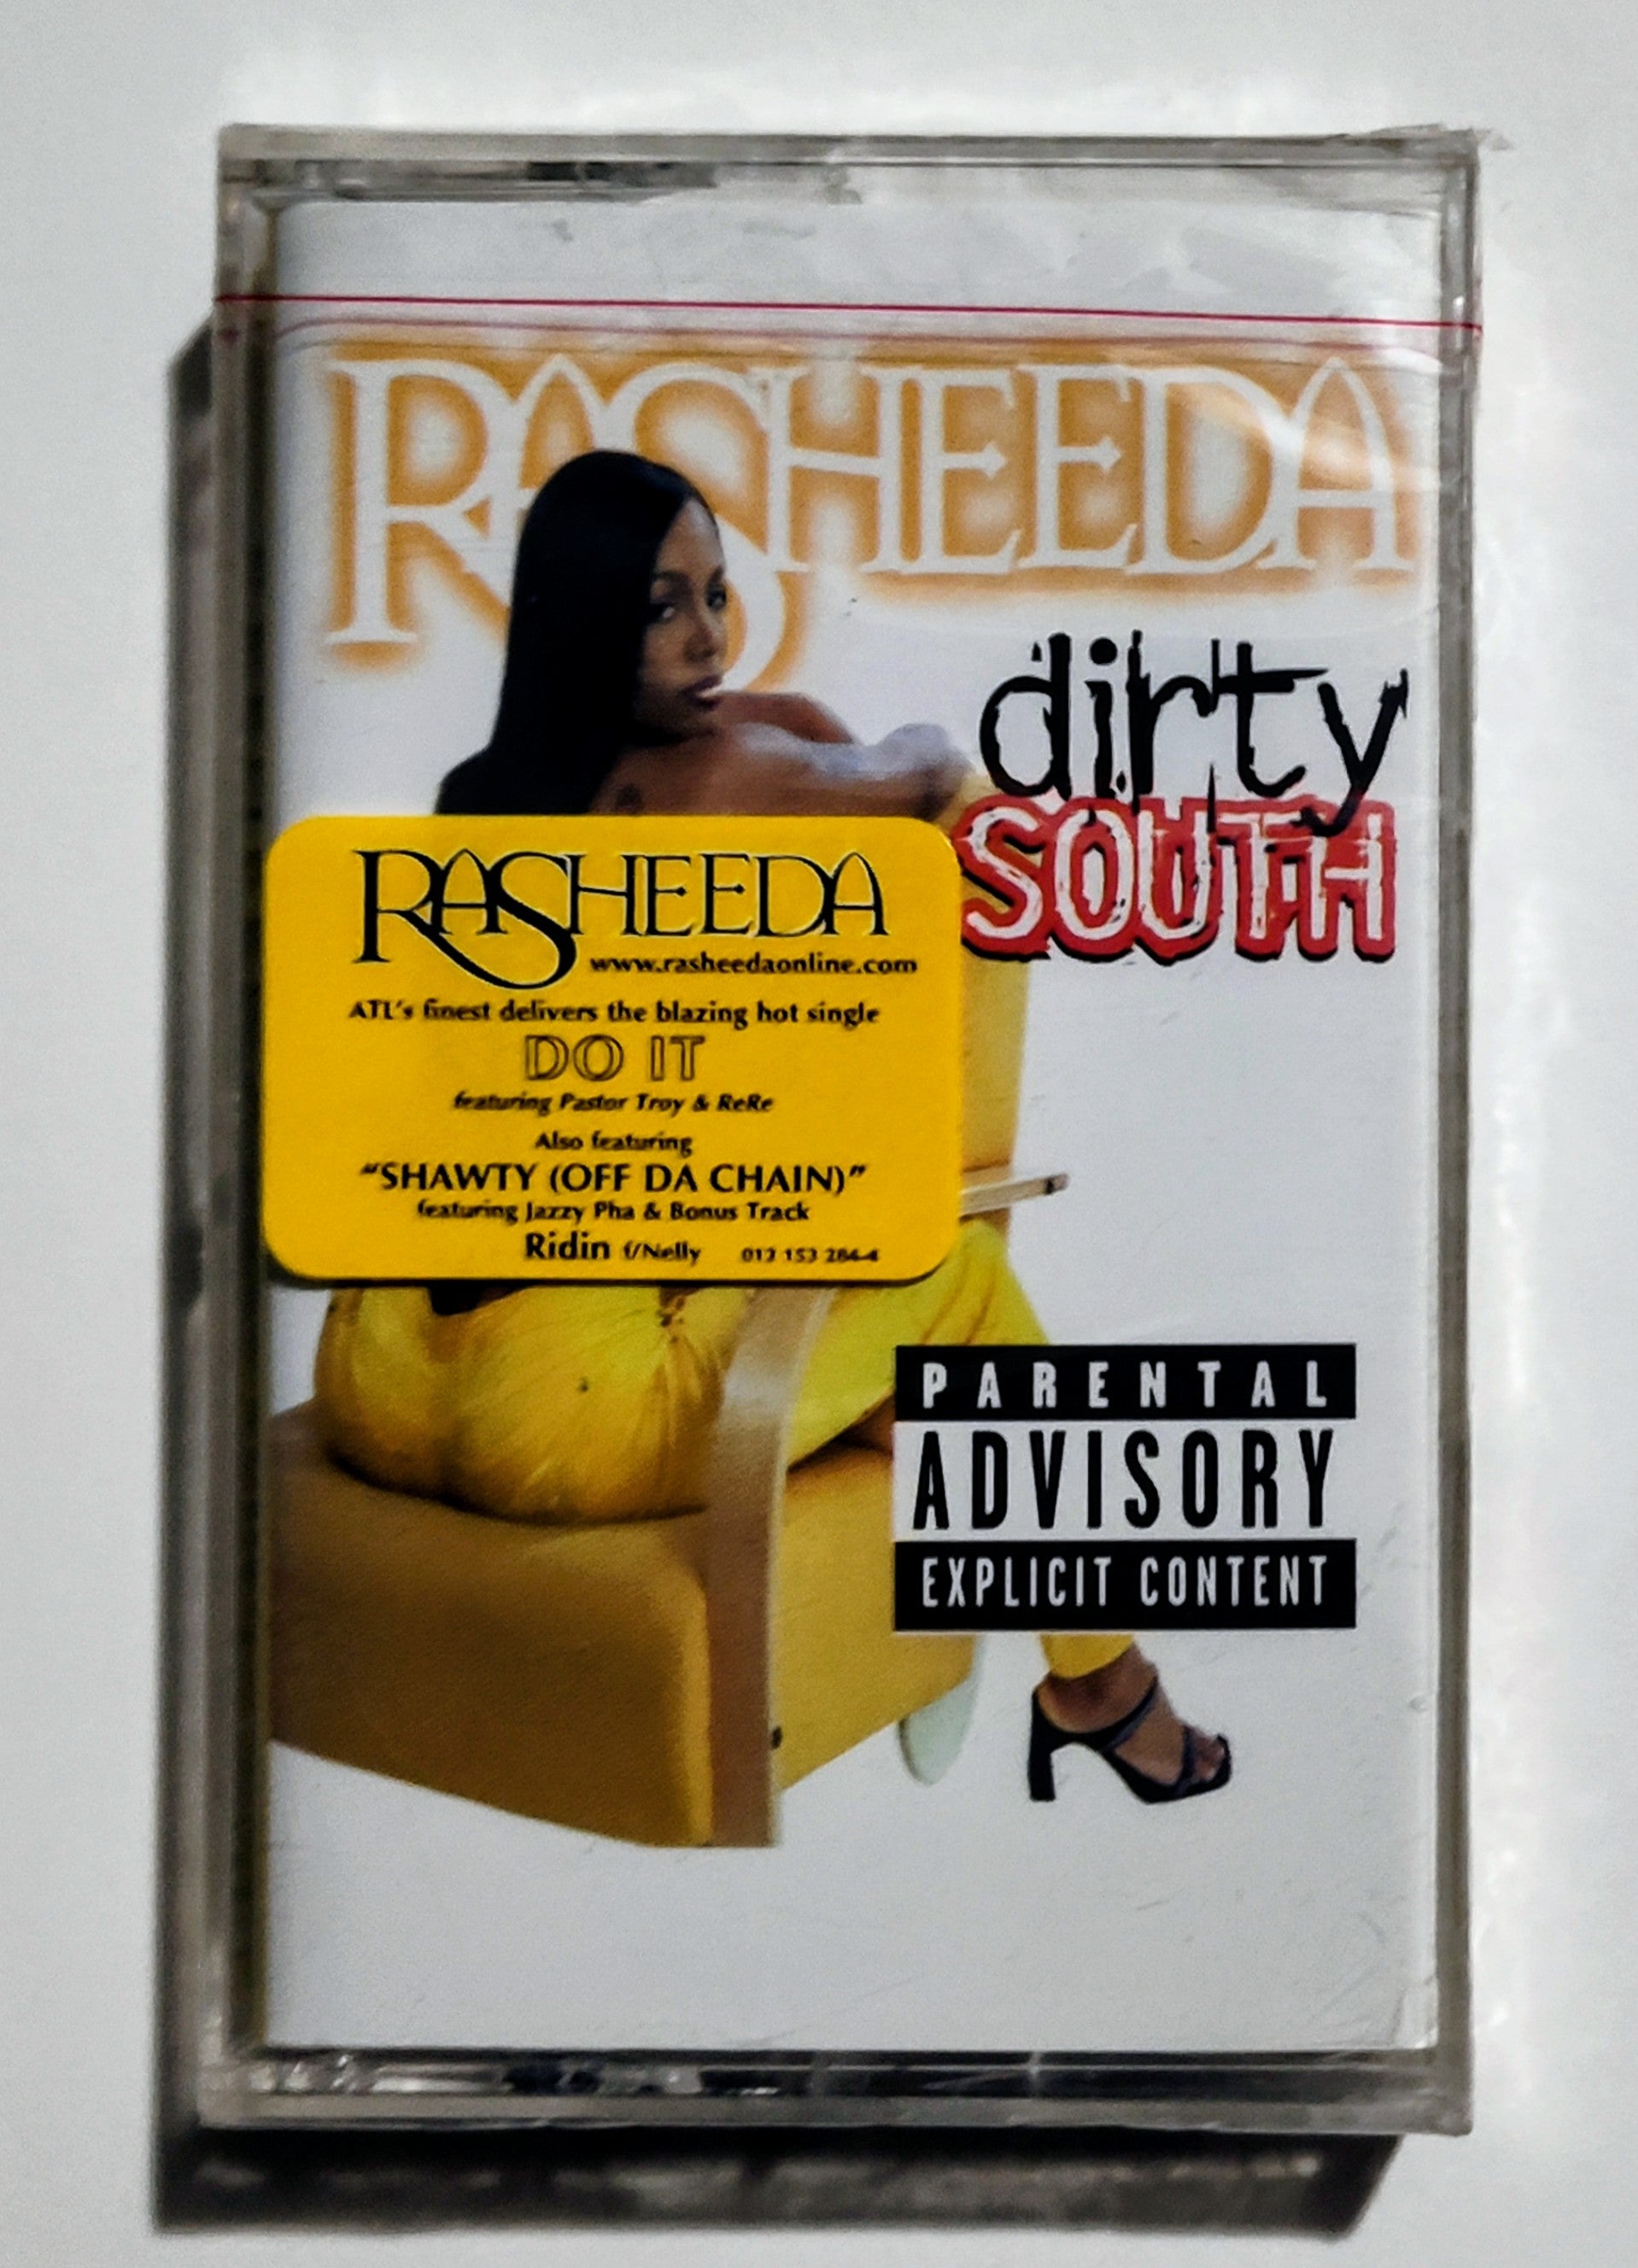 RASHEEDA
dirty
SOUTH
RASHEEDA
www.rasheedaonline.com
ATL's finest delivers the blazing hot single
DO IT
featuring Pastor Troy & ReRe
Also featuring
"SHAWTY (OFF DA CHAIN)"
featuring Jazzy Pha & Bonus Track
Ridin f/Nelly 012 153 284-4
PARENTAL
ADVISORY
EXPLICIT CONTENT